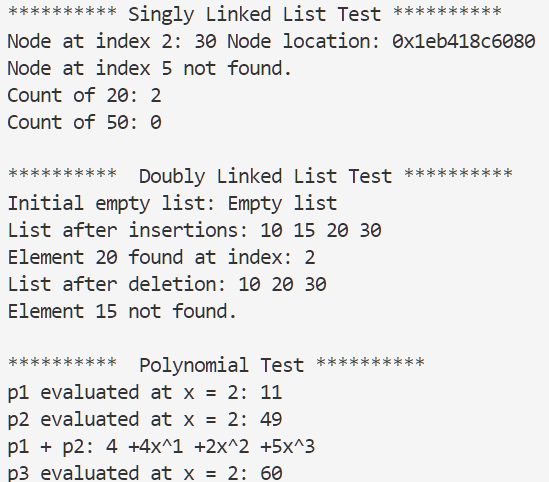 ********** Singly Linked List Test **********
Node at index 2: 30 Node location: 0x1eb418c6080
Node at index 5 not found.
Count of 20: 2
Count of 50: 0
**********  Doubly Linked List Test **********
Initial empty list: Empty list
List after insertions: 10 15 20 30
Element 20 found at index: 2
List after deletion: 10 20 30
Element 15 not found.
**********  Polynomial Test **********
p1 evaluated at x = 2: 11
p2 evaluated at x = 2: 49
p1 + p2: 4 +4x^1 +2x^2 +5x^3
p3 evaluated at x = 2: 60